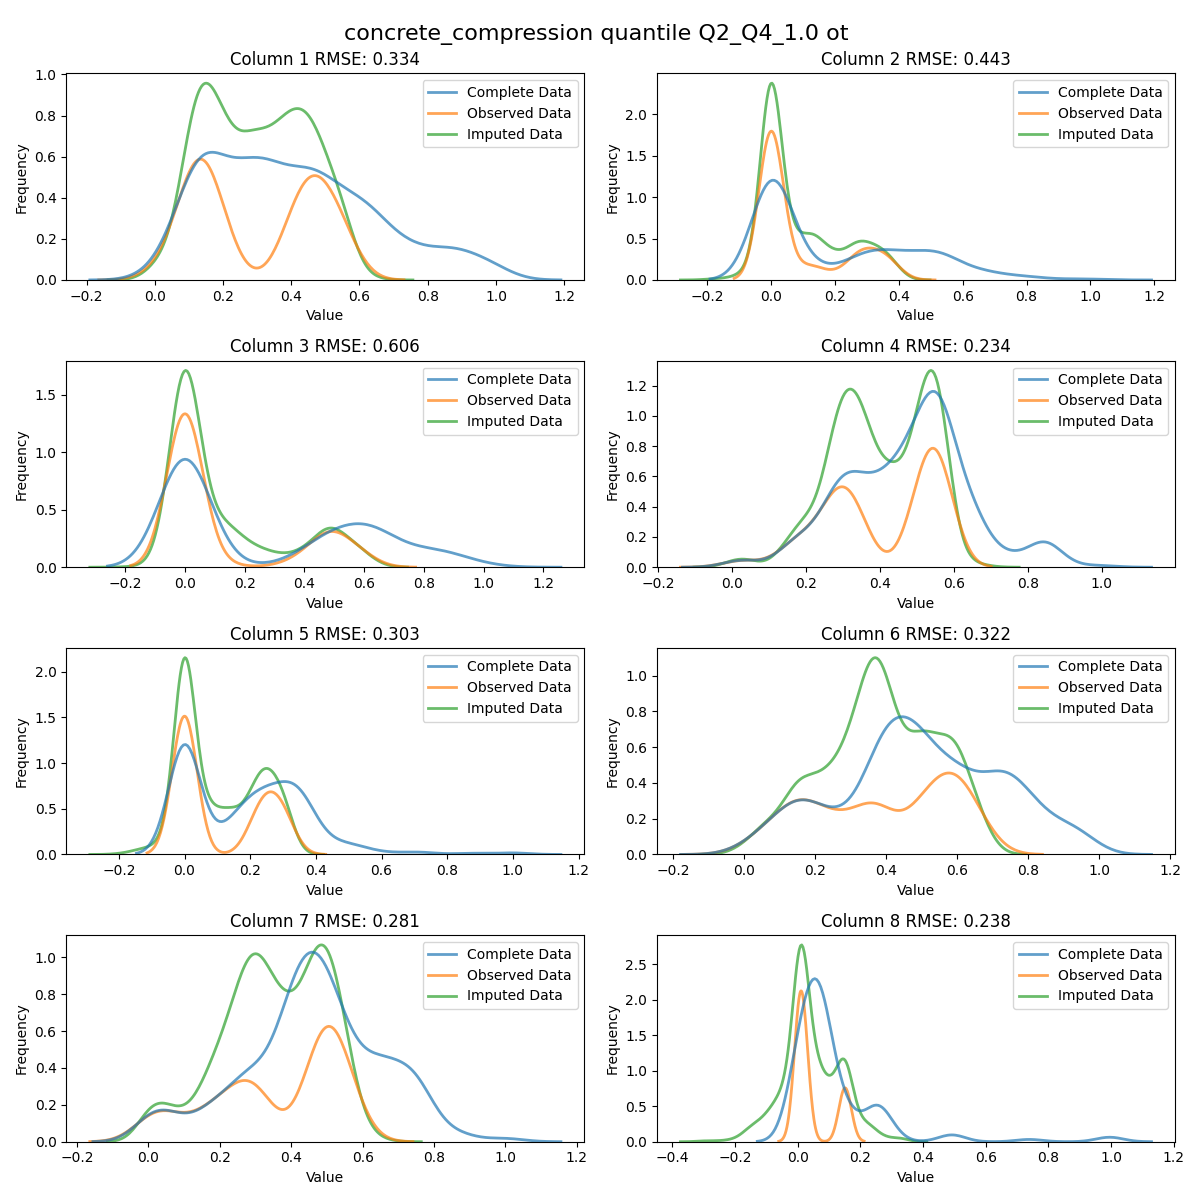 concrete_compression quantile Q2_Q4_1.0 ot
Column 1 RMSE: 0.334
1.0
0.8
0.6
0.4
0.2
0.0
Frequency
Complete Data
Observed Data
Imputed Data
−0.2 0.0 0.2 0.4 0.6 0.8 1.0 1.2
Value
Column 2 RMSE: 0.443
2.0
1.5
1.0
0.5
0.0
Frequency
Complete Data
Observed Data
Imputed Data
−0.2 0.0 0.2 0.4 0.6 0.8 1.0 1.2
Value
Column 3 RMSE: 0.606
1.5
1.0
0.5
0.0
Frequency
Complete Data
Observed Data
Imputed Data
−0.2 0.0 0.2 0.4 0.6 0.8 1.0 1.2
Value
Column 4 RMSE: 0.234
1.2
1.0
0.8
0.6
0.4
0.2
0.0
Frequency
Complete Data
Observed Data
Imputed Data
−0.2 0.0 0.2 0.4 0.6 0.8 1.0
Value
Column 5 RMSE: 0.303
2.0
1.5
1.0
0.5
0.0
Frequency
Complete Data
Observed Data
Imputed Data
−0.2 0.0 0.2 0.4 0.6 0.8 1.0 1.2
Value
Column 6 RMSE: 0.322
1.0
0.8
0.6
0.4
0.2
0.0
Frequency
Complete Data
Observed Data
Imputed Data
−0.2 0.0 0.2 0.4 0.6 0.8 1.0 1.2
Value
Column 7 RMSE: 0.281
1.0
0.8
0.6
0.4
0.2
0.0
Frequency
Complete Data
Observed Data
Imputed Data
−0.2 0.0 0.2 0.4 0.6 0.8 1.0 1.2
Value
Column 8 RMSE: 0.238
2.5
2.0
1.5
1.0
0.5
0.0
Frequency
Complete Data
Observed Data
Imputed Data
−0.4 −0.2 0.0 0.2 0.4 0.6 0.8 1.0 1.2
Value